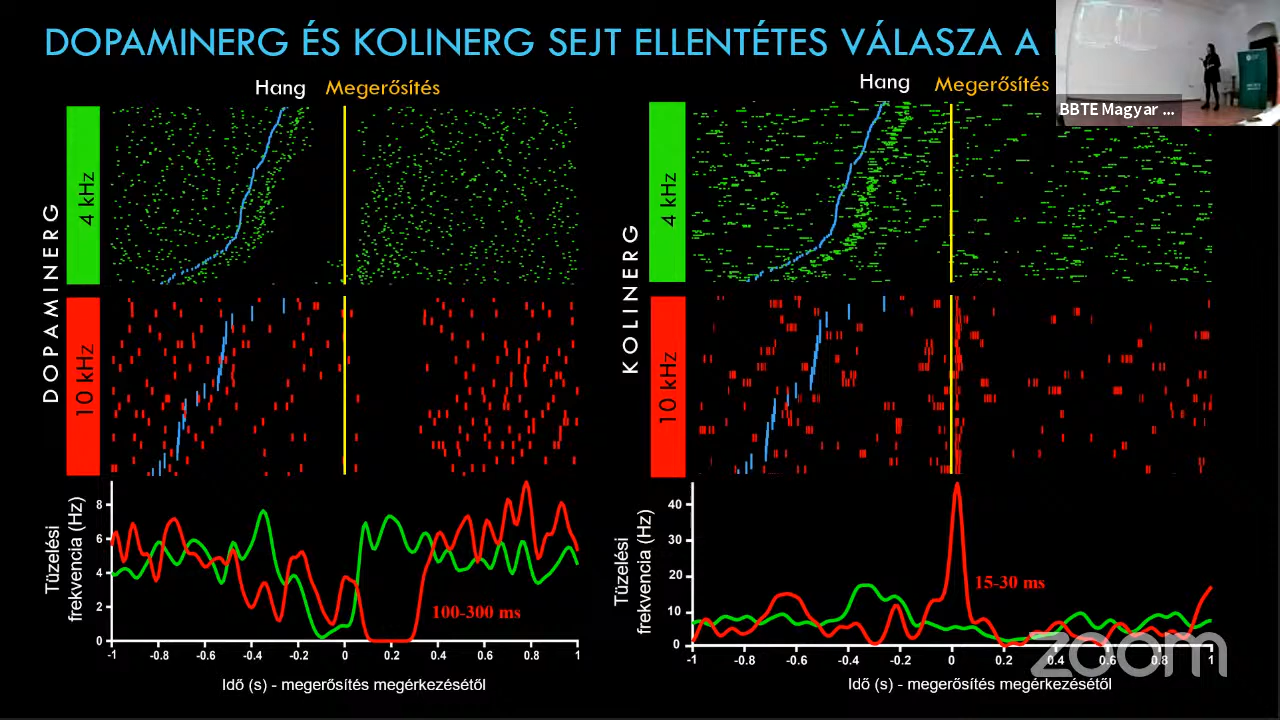 DOPAMINERG ÉS KOLINERG SEJT ELLENTÉTES VÁLASZA A
BBTE Magyar ...
Hang Megerősítés
DOPAMINERG
4 kHz
10 kHz
Tüzelési
frekvencia (Hz)
8
6
4
2
0
100-300 ms
-1 -0.8 -0.6 -0.4 -0.2 0 0.2 0.4 0.6 0.8 1
Idő (s) - megerősítés megérkezésétől
Hang Megerősítés
KOLINERG
4 kHz
10 kHz
Tüzelési
frekvencia (Hz)
40
30
20
10
0
15-30 ms
-1 -0.8 -0.6 -0.4 -0.2 0 0.2 0.4 0.6 0.8 1
Idő (s) - megerősítés megérkezésétől
zoom